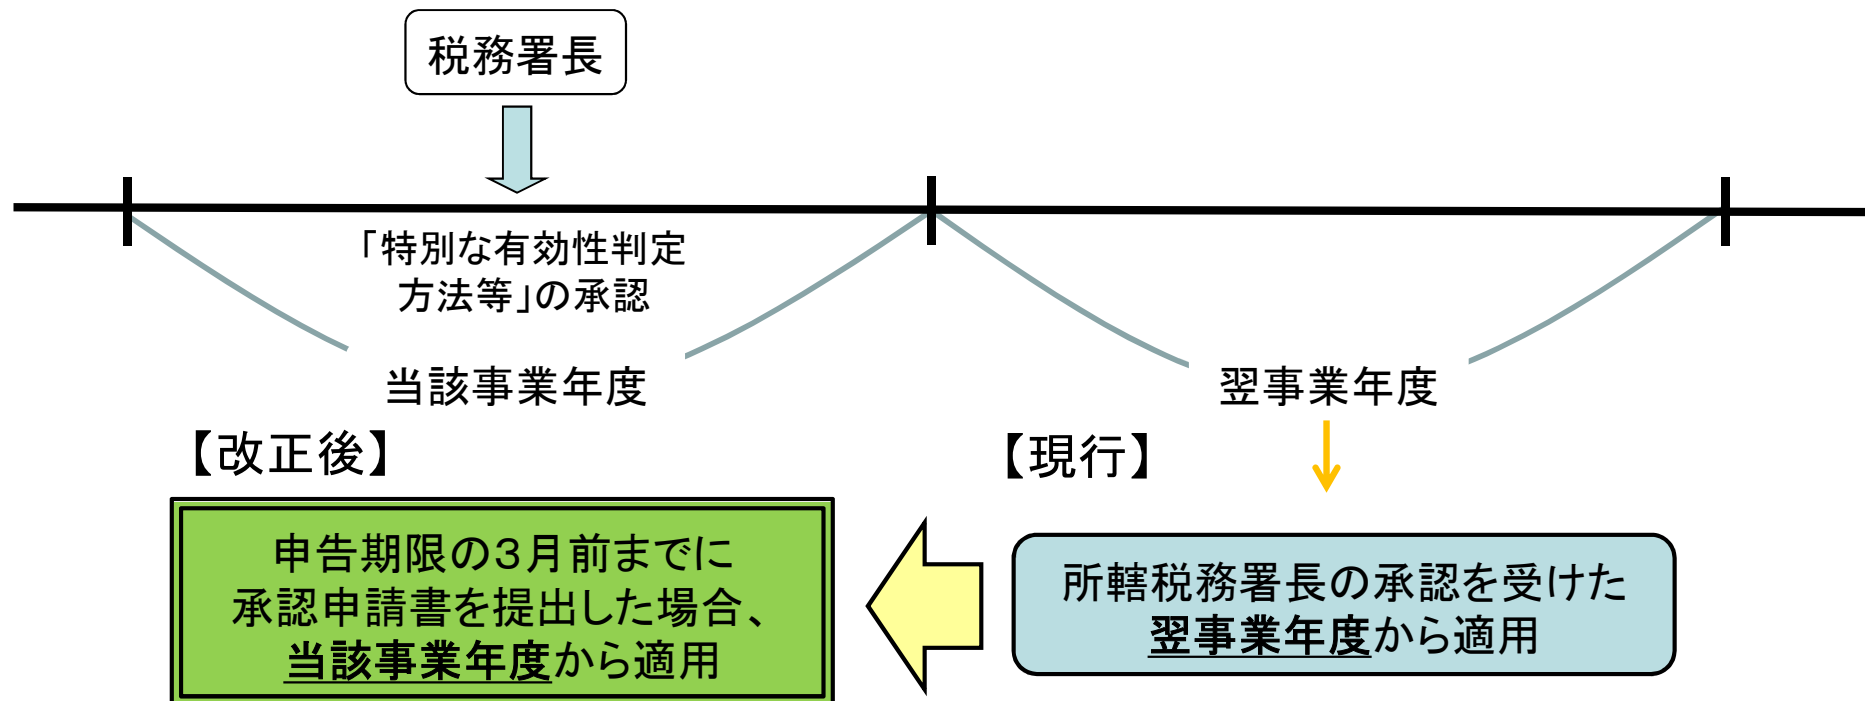 税務署長
「特別な有効性判定
方法等」の承認
当該事業年度
翌事業年度
【改正後】
【現行】
申告期限の３月前までに
承認申請書を提出した場合、
当該事業年度から適用
所轄税務署長の承認を受けた
翌事業年度から適用